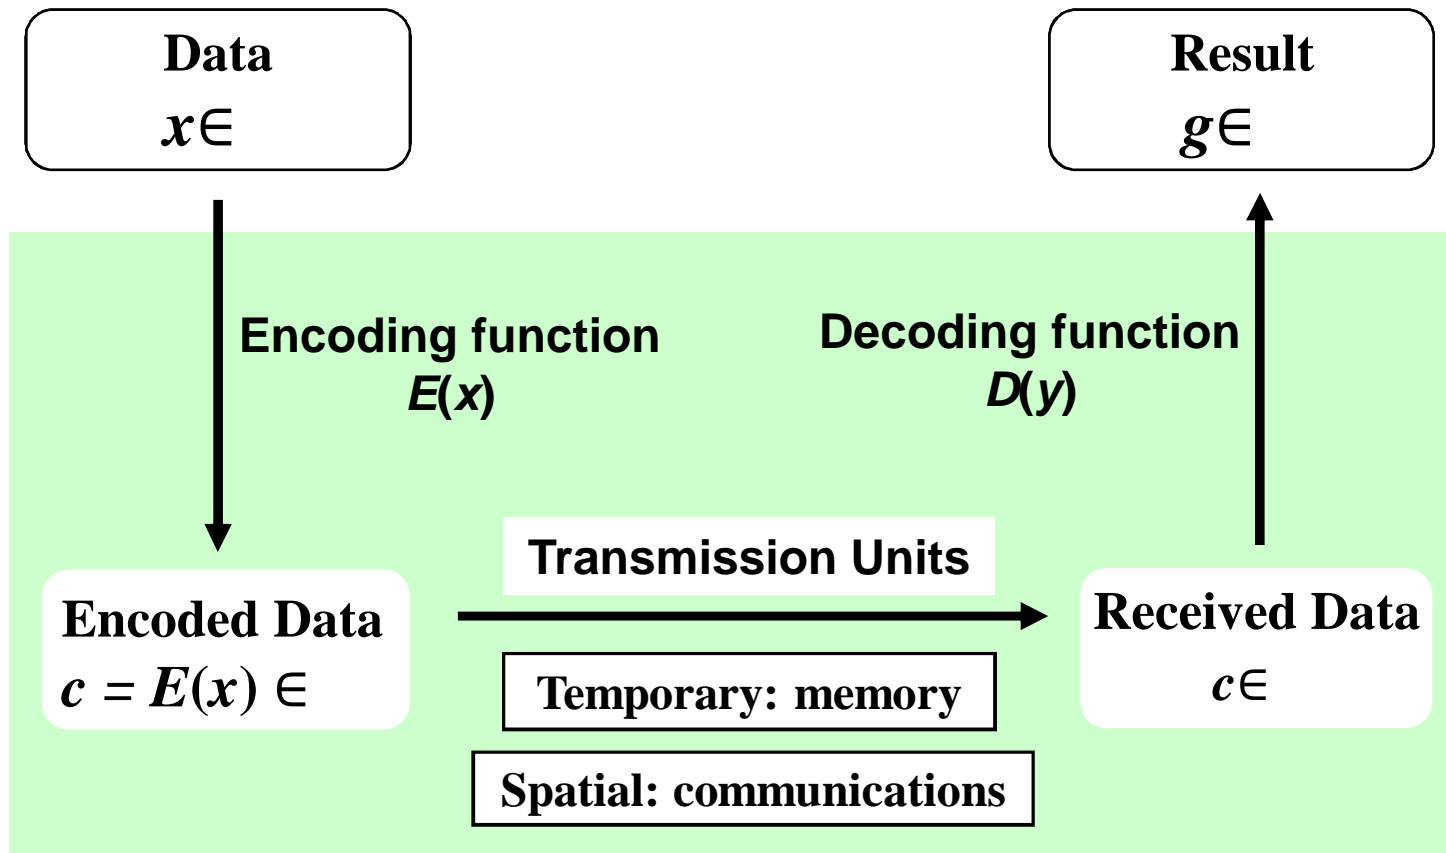 Data
x∈
Result
g∈
Encoding function
E(x)
Decoding function
D(y)
Transmission Units
Encoded Data
c = E(x) ∈
Received Data
c∈
Temporary: memory
Spatial: communications